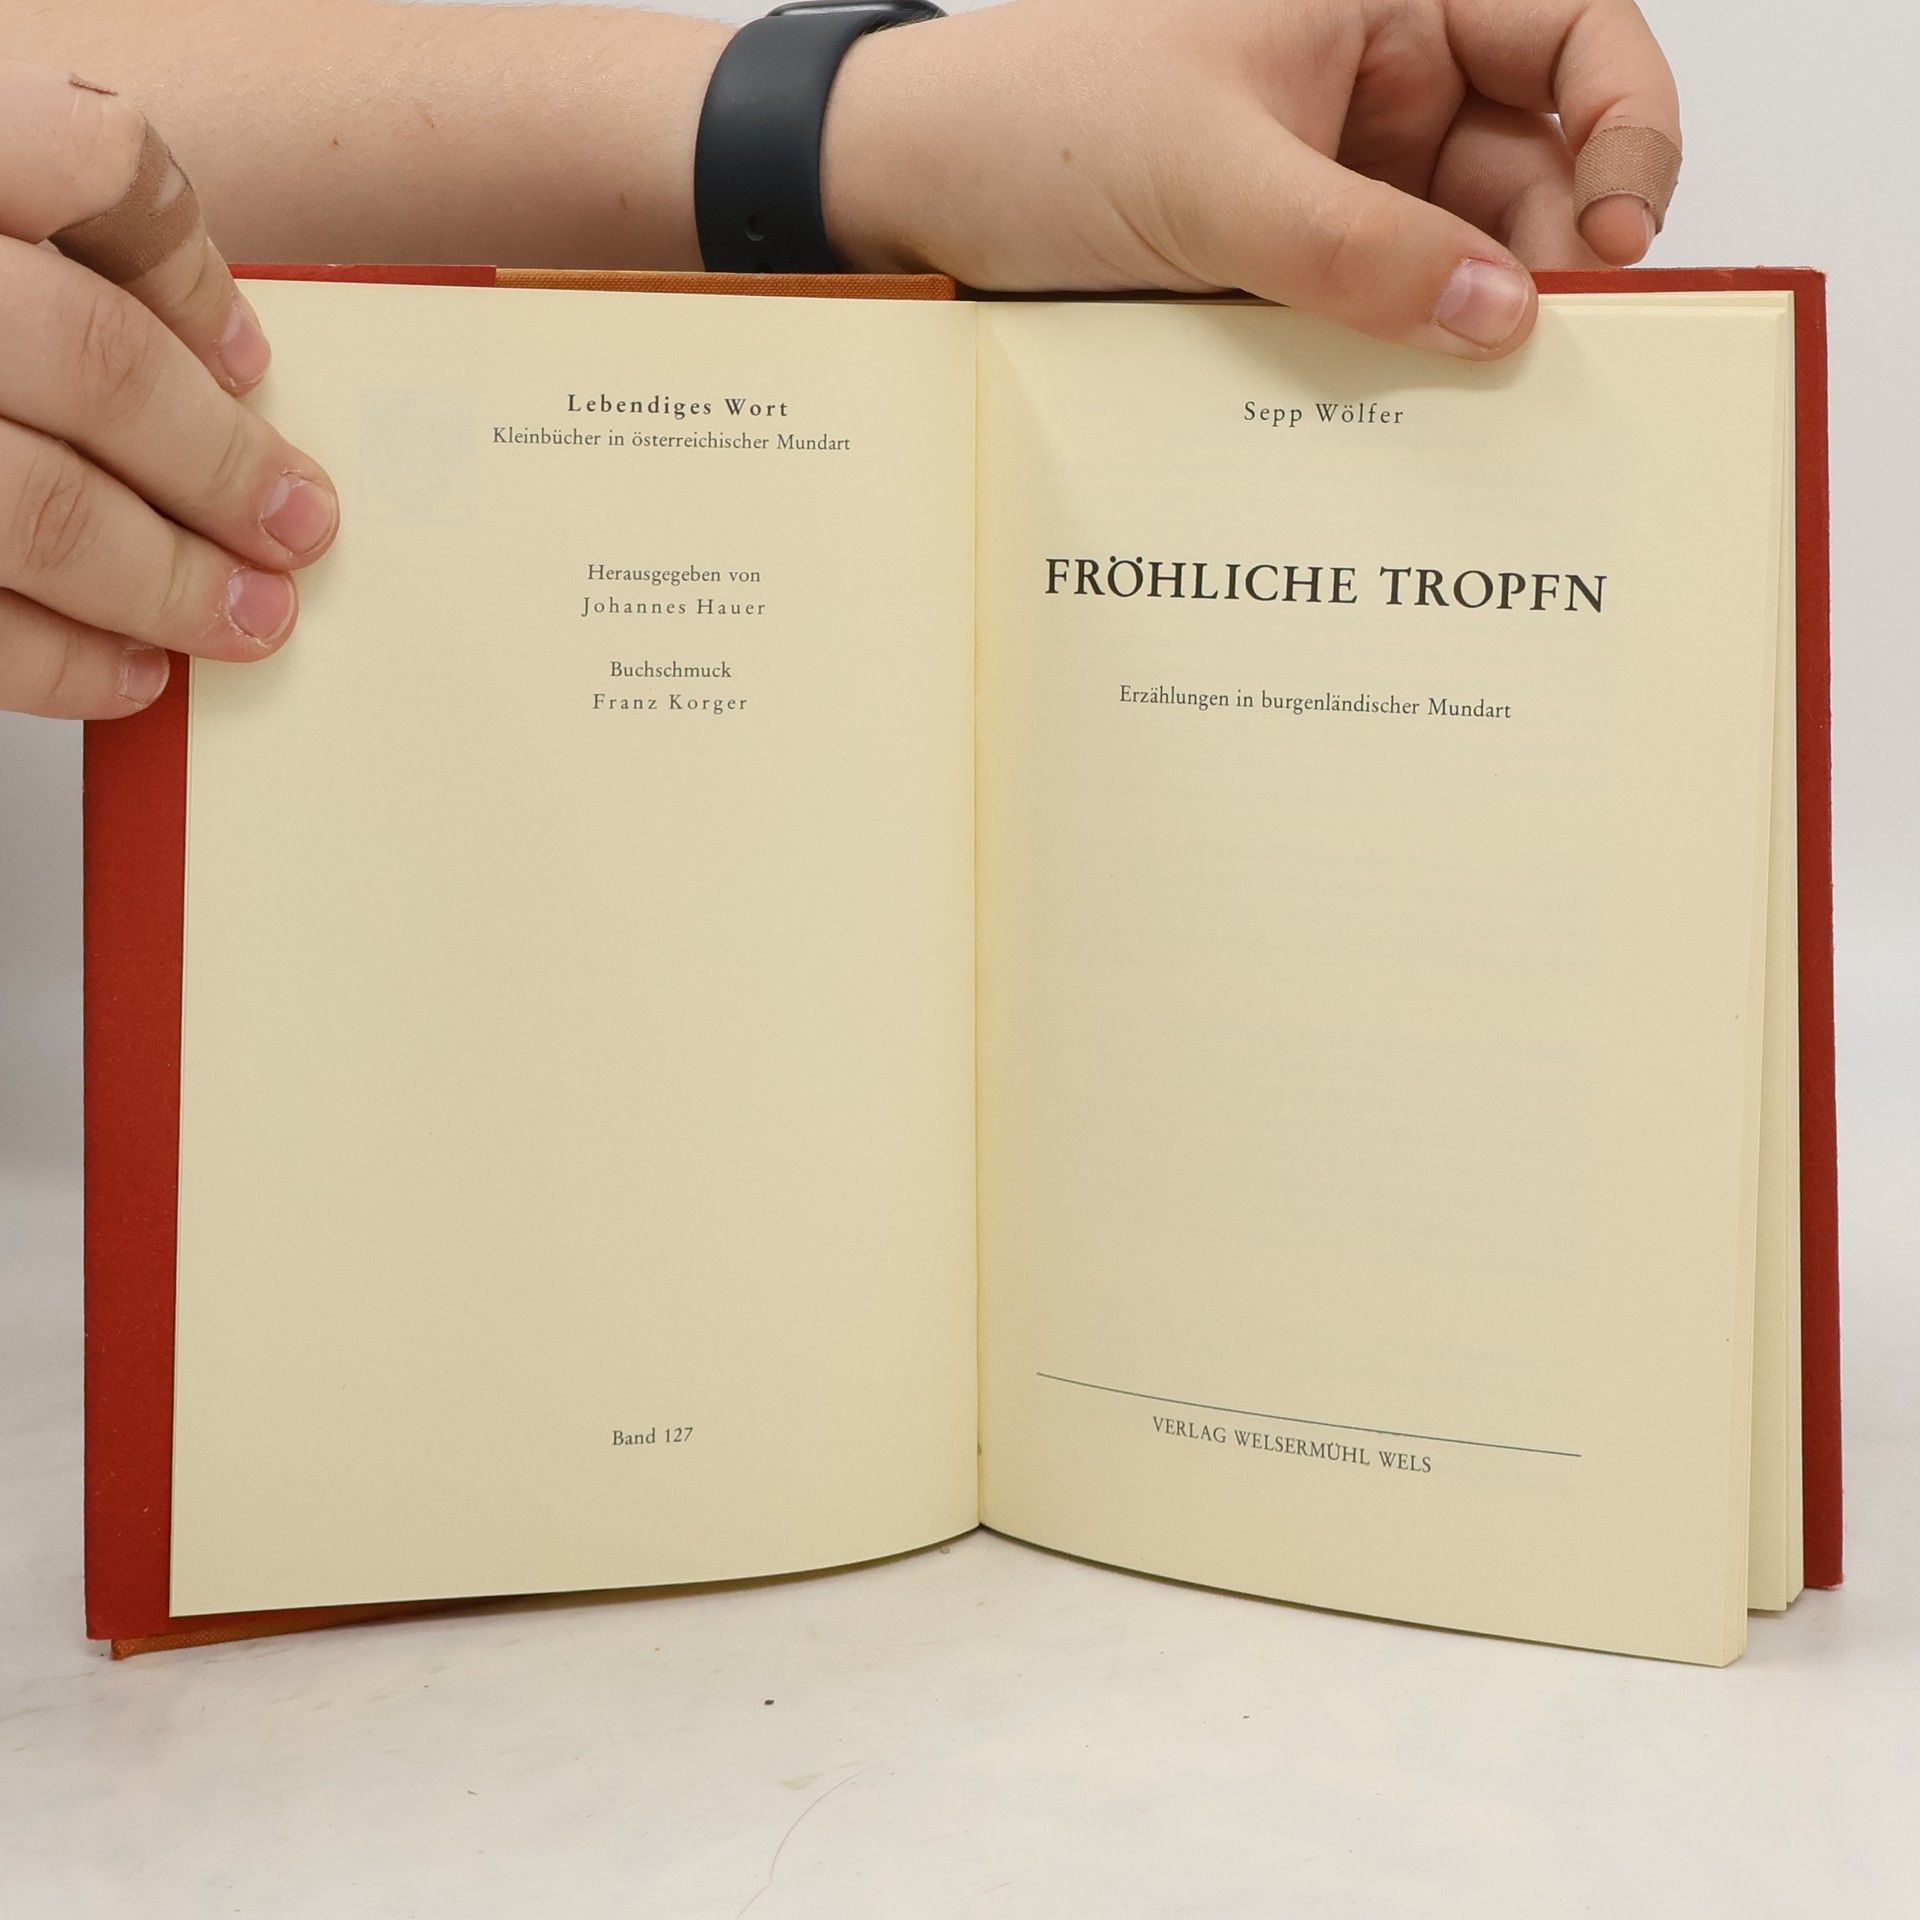 Lebendiges Wort
Kleinbücher in österreichischer Mundart
Herausgegeben von
Johannes Hauer
Buchschmuck
Franz Korger
Band 127
Sepp Wölfer
FRÖHLICHE TROPFN
Erzählungen in burgenländischer Mundart
VERLAG WELSERMÜHL WELS